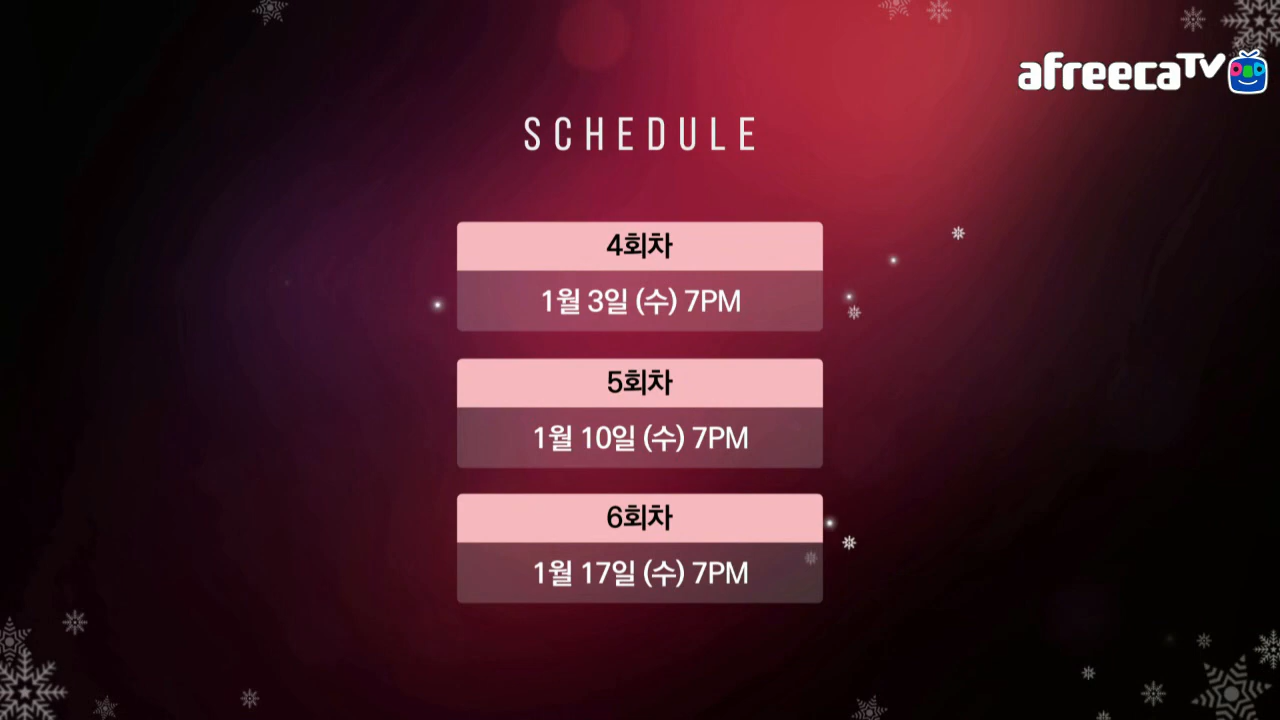 afreecaTV
SCHEDULE
4회차
1월 3일 (수) 7PM
5회차
1월 10일 (수) 7PM
6회차
1월 17일 (수) 7PM